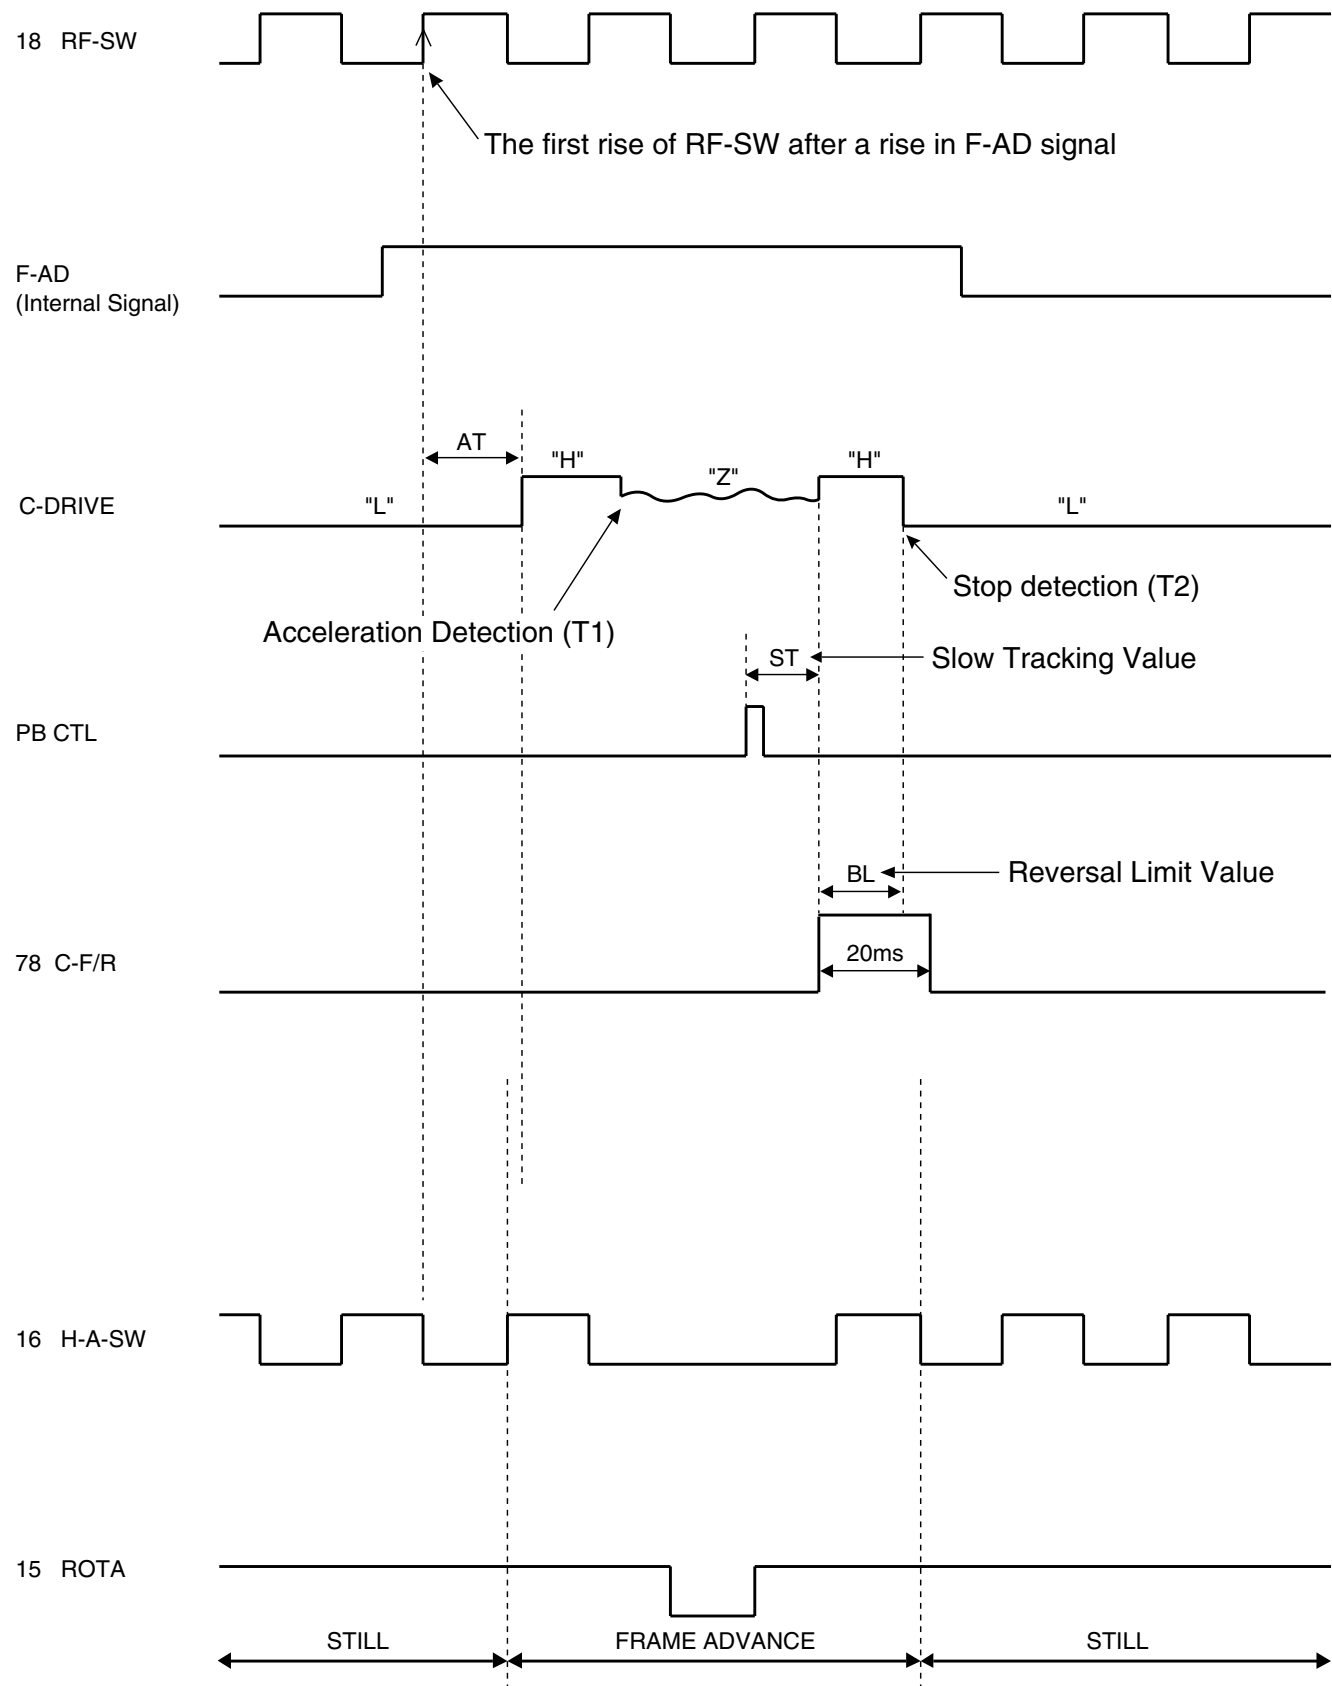 18 RF-SW
The first rise of RF-SW after a rise in F-AD signal
F-AD
(Internal Signal)
AT
"H"
"Z"
"H"
C-DRIVE
"L"
"L"
Stop detection (T2)
Acceleration Detection (T1)
ST
Slow Tracking Value
PB CTL
BL
Reversal Limit Value
78 C-F/R
20ms
16 H-A-SW
15 ROTA
STILL
FRAME ADVANCE
STILL